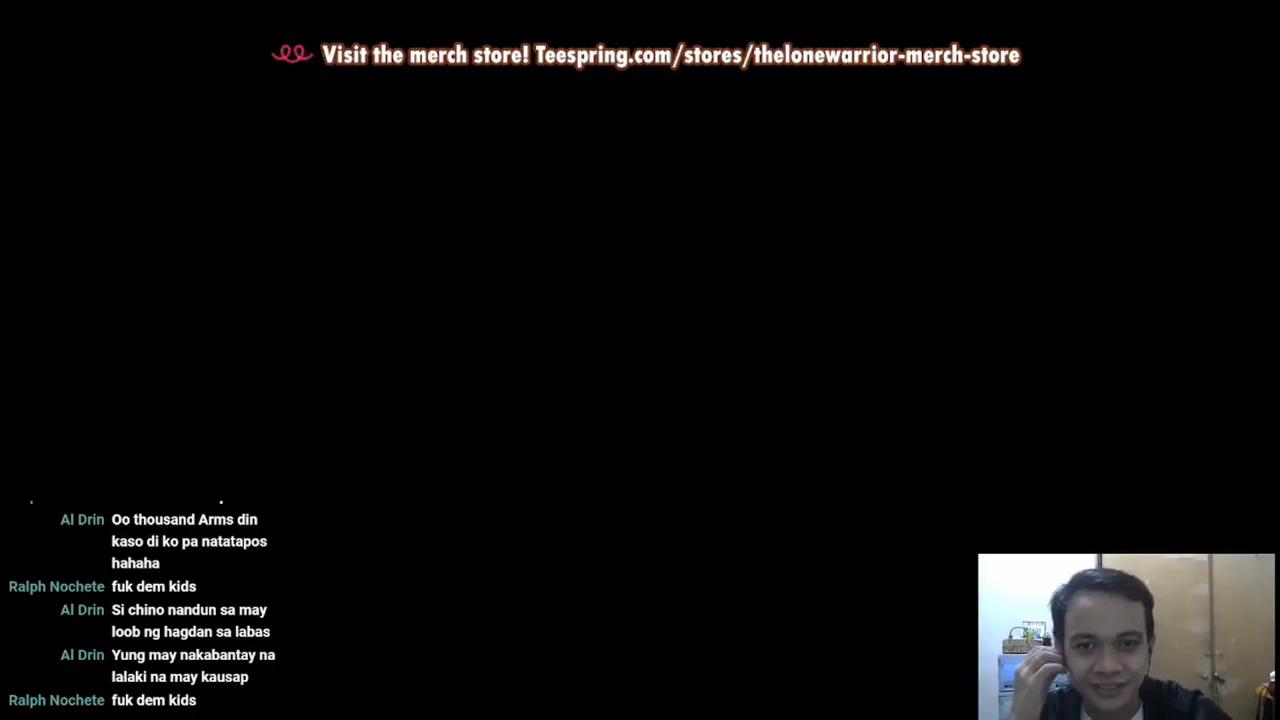 Visit the merch store! Teespring.com/stores/thelonewarrior-merch-store
Al Drin Oo thousand Arms din
kaso di ko pa natatapos
hahaha
Ralph Nochete fuk dem kids
Al Drin Si chino nandun sa may
loob ng hagdan sa labas
Al Drin Yung may nakabantay na
lalaki na may kausap
Ralph Nochete fuk dem kids